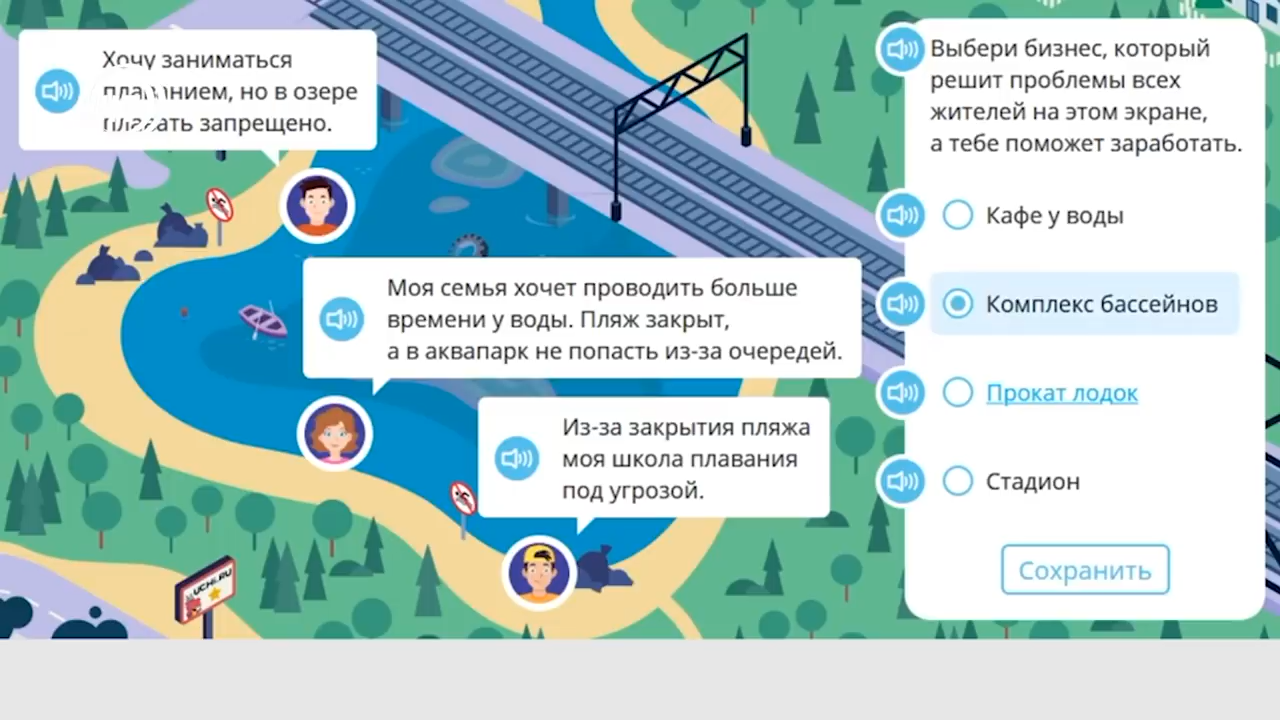 Хочу заниматься
плаванием, но в озере
плавать запрещено.
Моя семья хочет проводить больше
времени у воды. Пляж закрыт,
а в аквапарк не попасть из-за очередей.
Из-за закрытия пляжа
моя школа плавания
под угрозой.
UCHi.RU
Выбери бизнес, который
решит проблемы всех
жителей на этом экране,
а тебе поможет заработать.
Кафе у воды
Комплекс бассейнов
Прокат лодок
Стадион
Сохранить